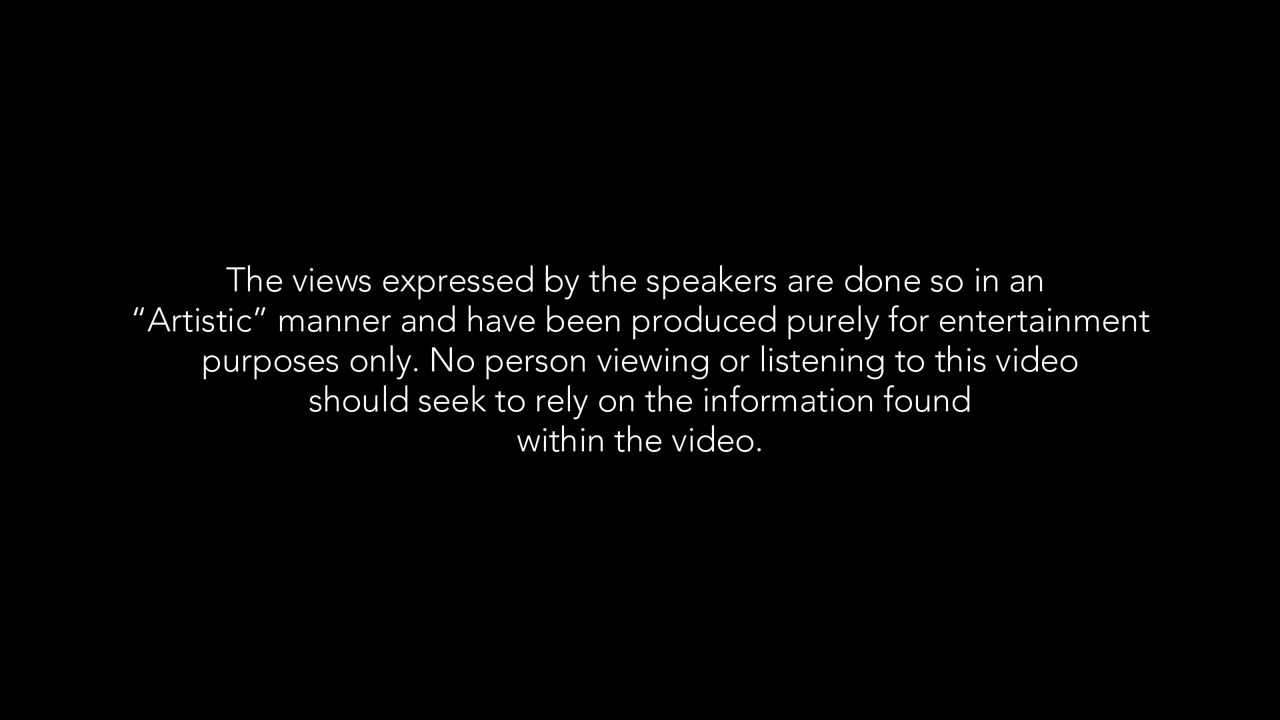 The views expressed by the speakers are done so in an
“Artistic” manner and have been produced purely for entertainment
purposes only. No person viewing or listening to this video
should seek to rely on the information found
within the video.